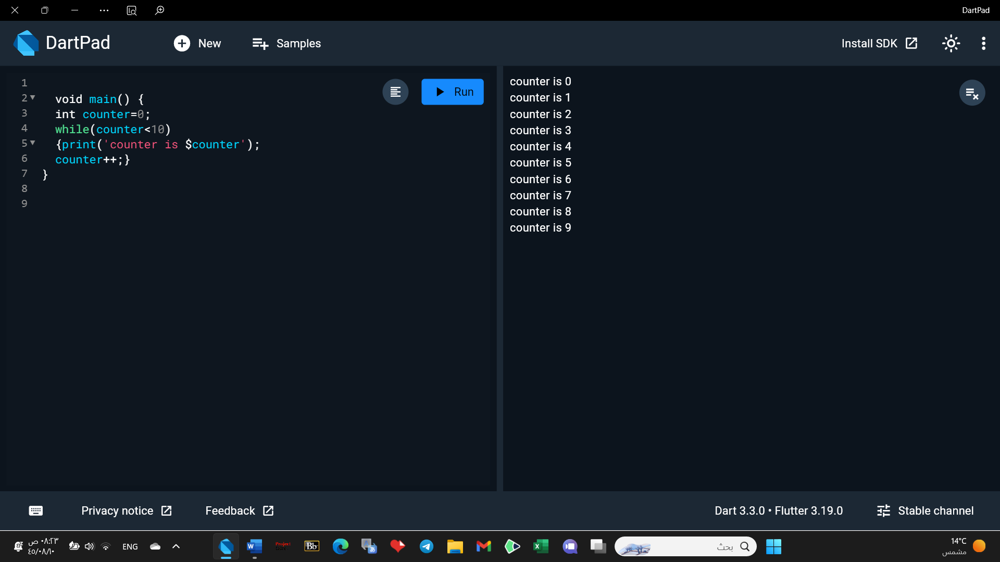 DartPad
DartPad
New
Samples
Install SDK
1
2 void main() {
3 int counter=0;
4 while(counter<10)
5 {print('counter is $counter');
6 counter++;}
7 }
8
9
Run
counter is 0
counter is 1
counter is 2
counter is 3
counter is 4
counter is 5
counter is 6
counter is 7
counter is 8
counter is 9
Privacy notice
Feedback
Dart 3.3.0 • Flutter 3.19.0
Stable channel
٠٨:٢٣ ص
٤٥/٠٨/١٠
ENG
W
Project
Bb
X
بحث
14°C
مشمس